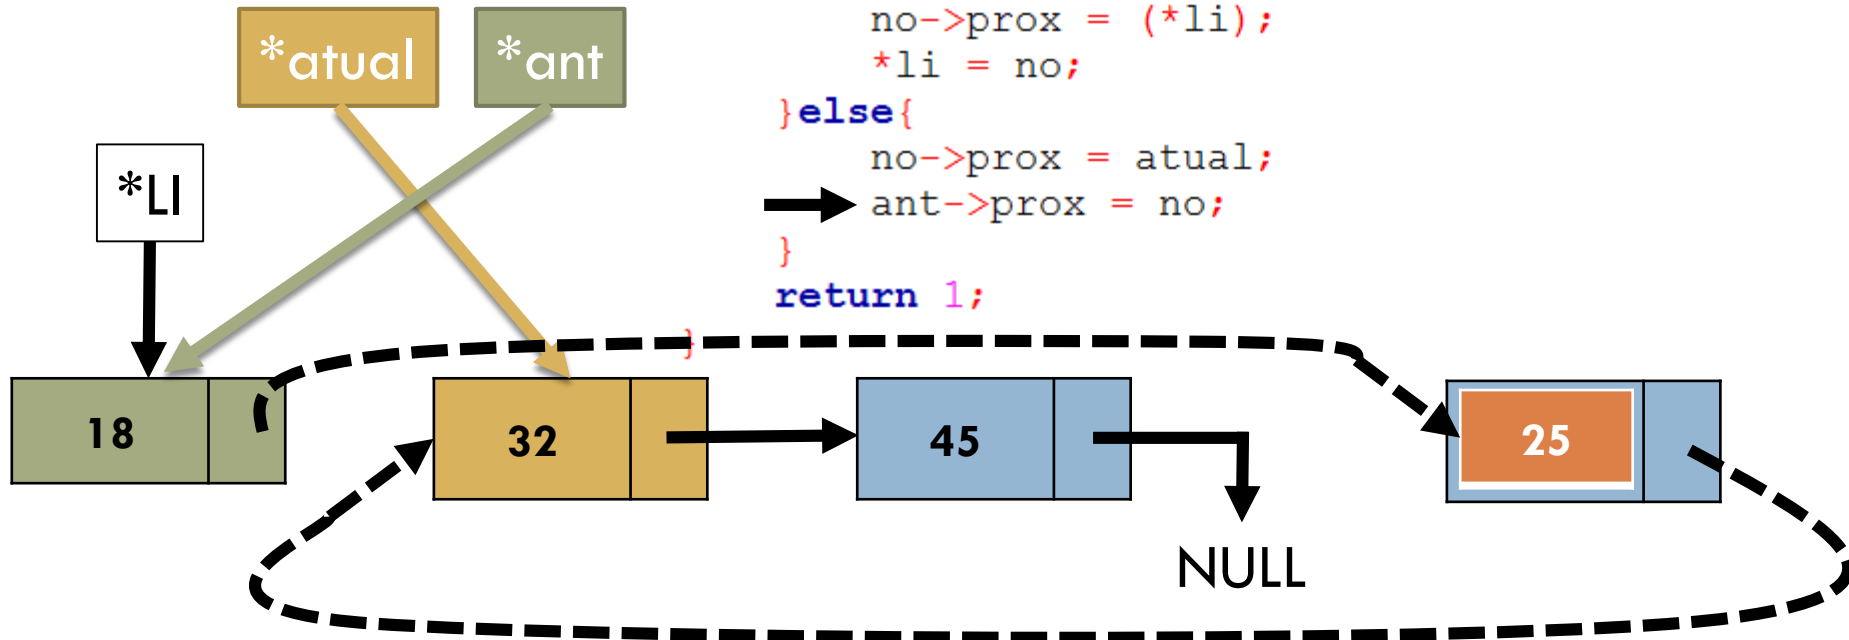 *atual
*ant
no->prox = (*li);
*li = no;
}else{
no->prox = atual;
ant->prox = no;
}
return 1;
}
*LI
18
32
45
25
NULL